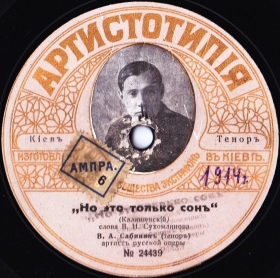 АРТИСТОТИПІЯ
Кіевъ
Теноръ
ИЗГОТОВЛ
ВЪ КІЕВѢ.
АМПРА.
6
1914 г.
„Но это только сонъ“
(Калишевскій)
слова В. Н. Сухомлинова
В. А. Сабининъ (теноръ)
артистъ русской оперы
№ 24439